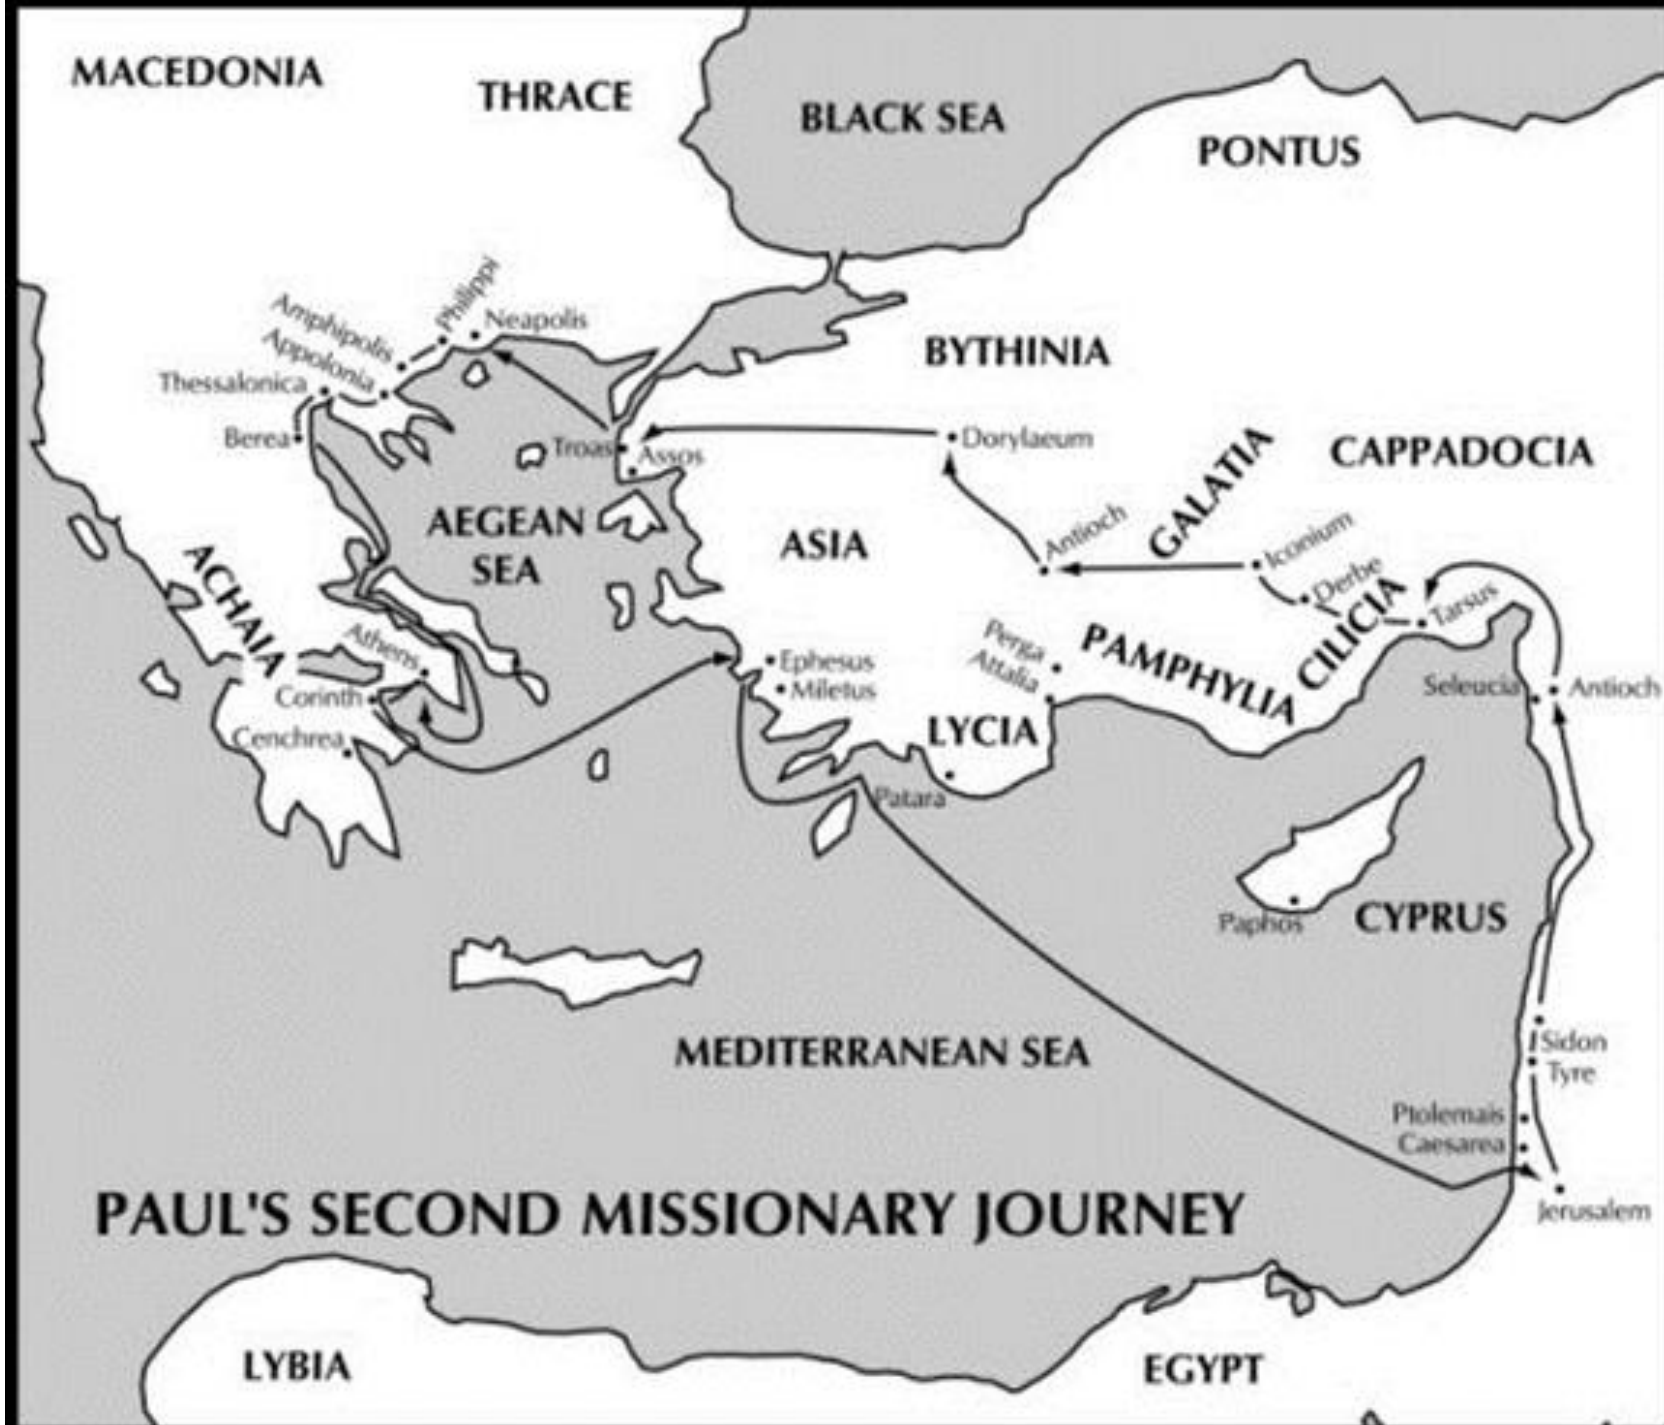 MACEDONIA
THRACE
BLACK SEA
PONTUS
Philippi
Neapolis
Amphipolis
Appolonia
Thessalonica
Berea
BYTHINIA
Troas
Assos
Dorylaeum
GALATIA
CAPPADOCIA
AEGEAN
SEA
ASIA
Antioch
Iconium
Derbe
CILICIA
Tarsus
ACHAIA
Athens
Corinth
Cenchrea
Ephesus
Miletus
Perga
Attalia
PAMPHYLIA
Seleucia
Antioch
LYCIA
Patara
Paphos
CYPRUS
MEDITERRANEAN SEA
Sidon
Tyre
Ptolemais
Caesarea
Jerusalem
PAUL'S SECOND MISSIONARY JOURNEY
LYBIA
EGYPT